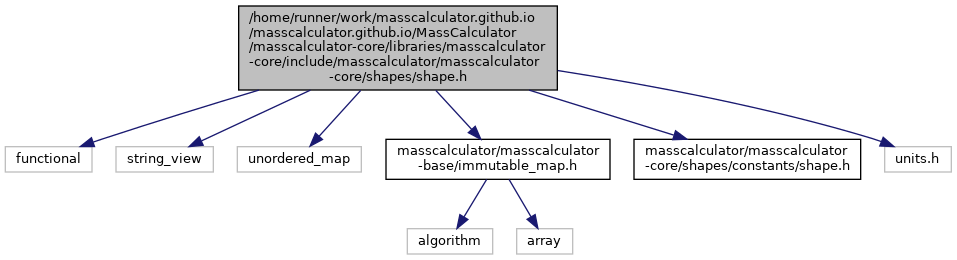 /home/runner/work/masscalculator.github.io
/masscalculator.github.io/MassCalculator
/masscalculator-core/libraries/masscalculator
-core/include/masscalculator/masscalculator
-core/shapes/shape.h
functional
string_view
unordered_map
masscalculator/masscalculator
-base/immutable_map.h
masscalculator/masscalculator
-core/shapes/constants/shape.h
units.h
algorithm
array